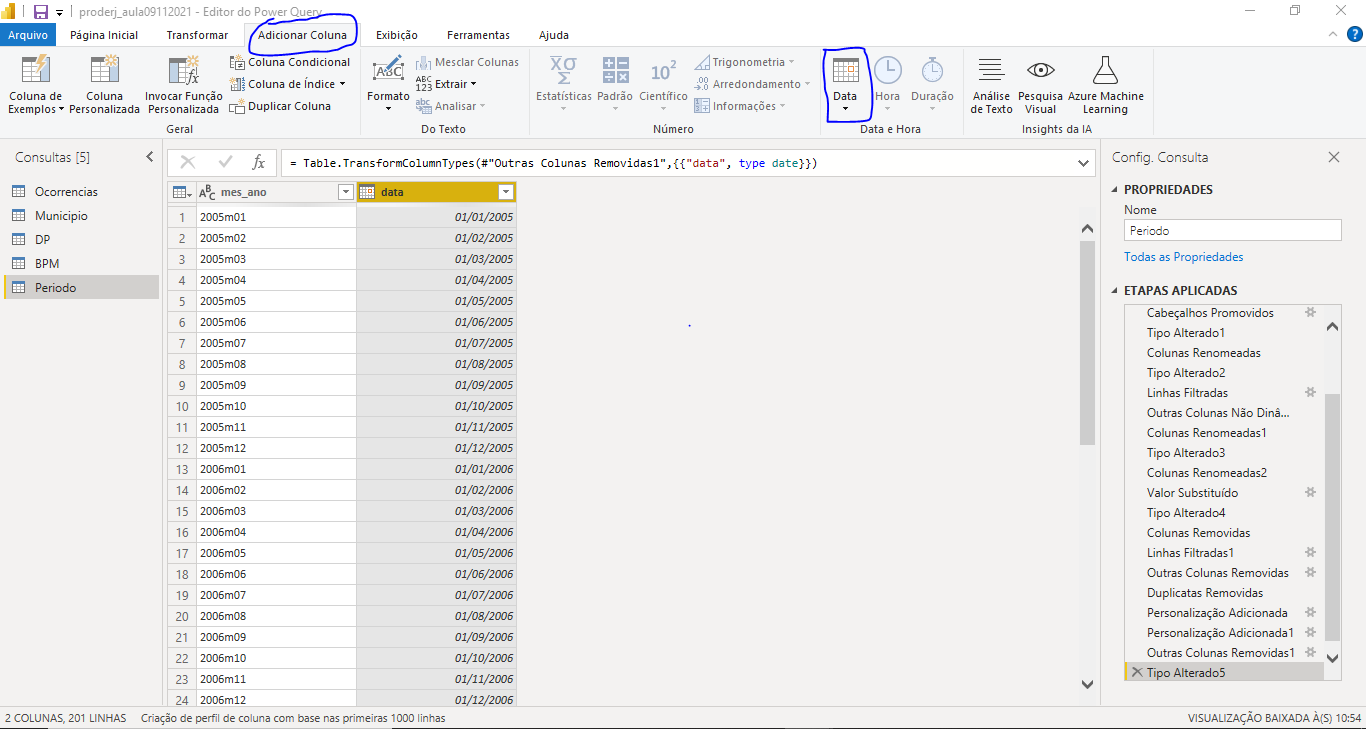 proderj_aula09112021 - Editor do Power Query
Arquivo Página Inicial Transformar Adicionar Coluna Exibição Ferramentas Ajuda
Coluna de Exemplos
Coluna Personalizada
Invocar Função Personalizada
Coluna Condicional
Coluna de Índice
Duplicar Coluna
Geral
ABC
Formato
Mesclar Colunas
ABC 123 Extrair
abc Analisar
Do Texto
XΣσ
Estatísticas
Padrão
10²
Científico
Trigonometria
.00 Arredondamento
Informações
Número
Data
Hora
Duração
Data e Hora
Análise de Texto
Pesquisa Visual
Azure Machine Learning
Insights da IA
Consultas [5]
Ocorrencias
Municipio
DP
BPM
Periodo
fx = Table.TransformColumnTypes(#"Outras Colunas Removidas1",{{"data", type date}})
ABC mes_ano data
1 2005m01 01/01/2005
2 2005m02 01/02/2005
3 2005m03 01/03/2005
4 2005m04 01/04/2005
5 2005m05 01/05/2005
6 2005m06 01/06/2005
7 2005m07 01/07/2005
8 2005m08 01/08/2005
9 2005m09 01/09/2005
10 2005m10 01/10/2005
11 2005m11 01/11/2005
12 2005m12 01/12/2005
13 2006m01 01/01/2006
14 2006m02 01/02/2006
15 2006m03 01/03/2006
16 2006m04 01/04/2006
17 2006m05 01/05/2006
18 2006m06 01/06/2006
19 2006m07 01/07/2006
20 2006m08 01/08/2006
21 2006m09 01/09/2006
22 2006m10 01/10/2006
23 2006m11 01/11/2006
24 2006m12 01/12/2006
Config. Consulta
PROPRIEDADES
Nome
Periodo
Todas as Propriedades
ETAPAS APLICADAS
Cabeçalhos Promovidos
Tipo Alterado1
Colunas Renomeadas
Tipo Alterado2
Linhas Filtradas
Outras Colunas Não Dinâ...
Colunas Renomeadas1
Tipo Alterado3
Colunas Renomeadas2
Valor Substituído
Tipo Alterado4
Colunas Removidas
Linhas Filtradas1
Outras Colunas Removidas
Duplicatas Removidas
Personalização Adicionada
Personalização Adicionada1
Outras Colunas Removidas1
Tipo Alterado5
2 COLUNAS, 201 LINHAS Criação de perfil de coluna com base nas primeiras 1000 linhas VISUALIZAÇÃO BAIXADA À(S) 10:54